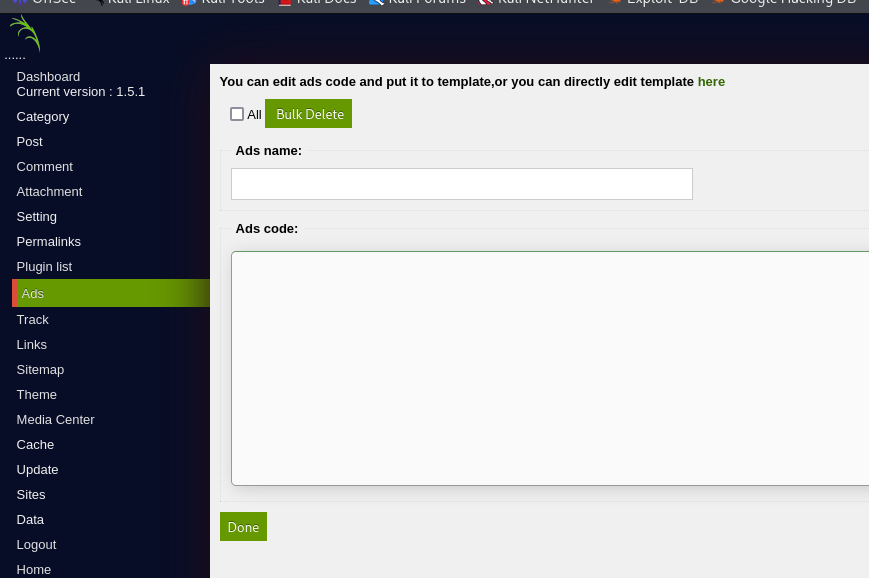 OffSec Kali Linux Kali Tools Kali Docs Kali Forums Kali NetHunter Exploit-DB Google Hacking DB
......
Dashboard
Current version : 1.5.1
Category
Post
Comment
Attachment
Setting
Permalinks
Plugin list
Ads
Track
Links
Sitemap
Theme
Media Center
Cache
Update
Sites
Data
Logout
Home
You can edit ads code and put it to template,or you can directly edit template here
All Bulk Delete
Ads name:
Ads code:
Done